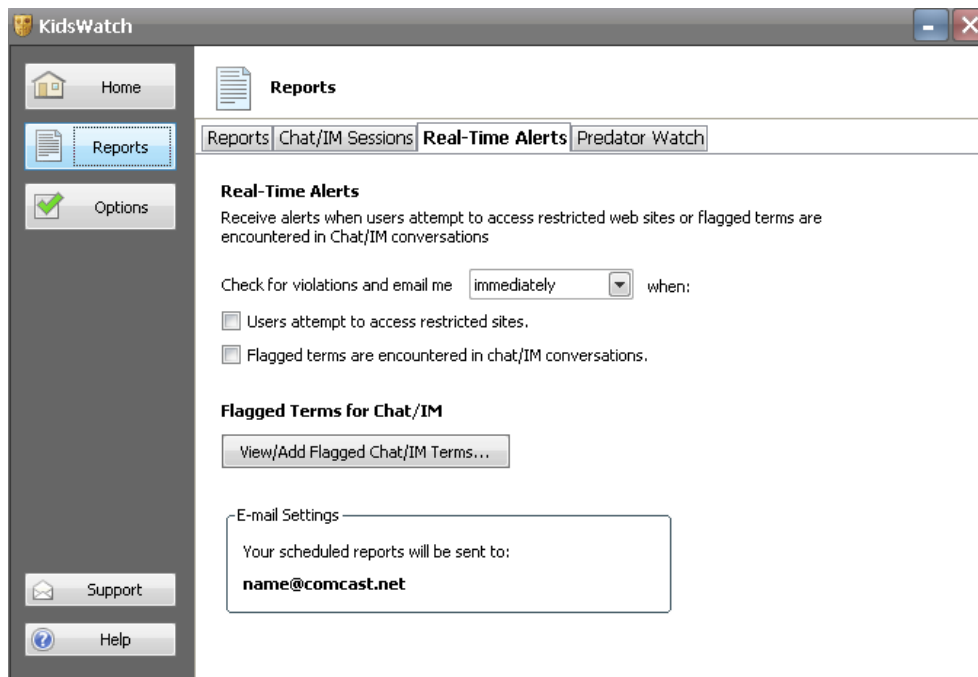 KidsWatch
Home
Reports
Options
Support
Help
Reports
Reports Chat/IM Sessions Real-Time Alerts Predator Watch
Real-Time Alerts
Receive alerts when users attempt to access restricted web sites or flagged terms are
encountered in Chat/IM conversations
Check for violations and email me immediately when:
Users attempt to access restricted sites.
Flagged terms are encountered in chat/IM conversations.
Flagged Terms for Chat/IM
View/Add Flagged Chat/IM Terms...
E-mail Settings
Your scheduled reports will be sent to:
name@comcast.net